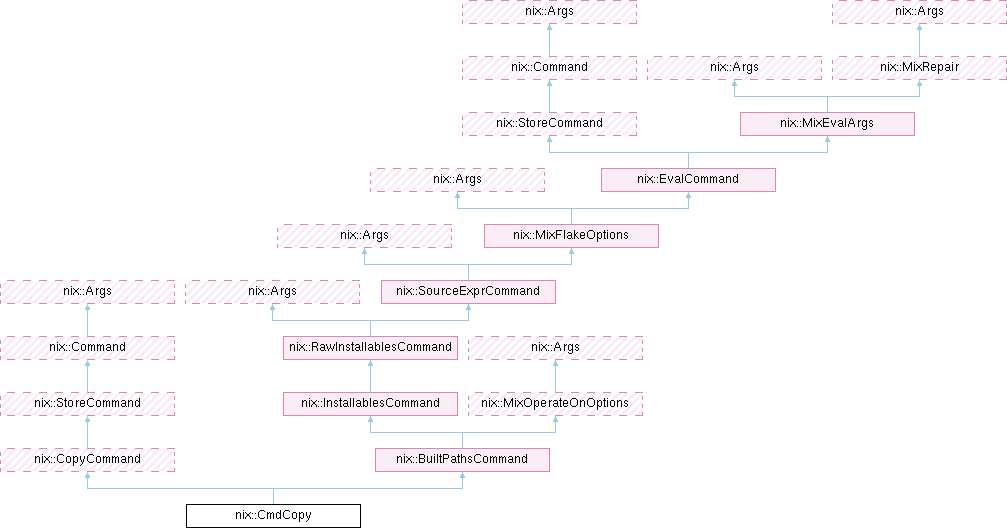 nix::Args
nix::Args
nix::Command
nix::Args
nix::MixRepair
nix::StoreCommand
nix::MixEvalArgs
nix::Args
nix::EvalCommand
nix::Args
nix::MixFlakeOptions
nix::Args
nix::Args
nix::SourceExprCommand
nix::Command
nix::RawInstallablesCommand
nix::Args
nix::StoreCommand
nix::InstallablesCommand
nix::MixOperateOnOptions
nix::CopyCommand
nix::BuiltPathsCommand
nix::CmdCopy